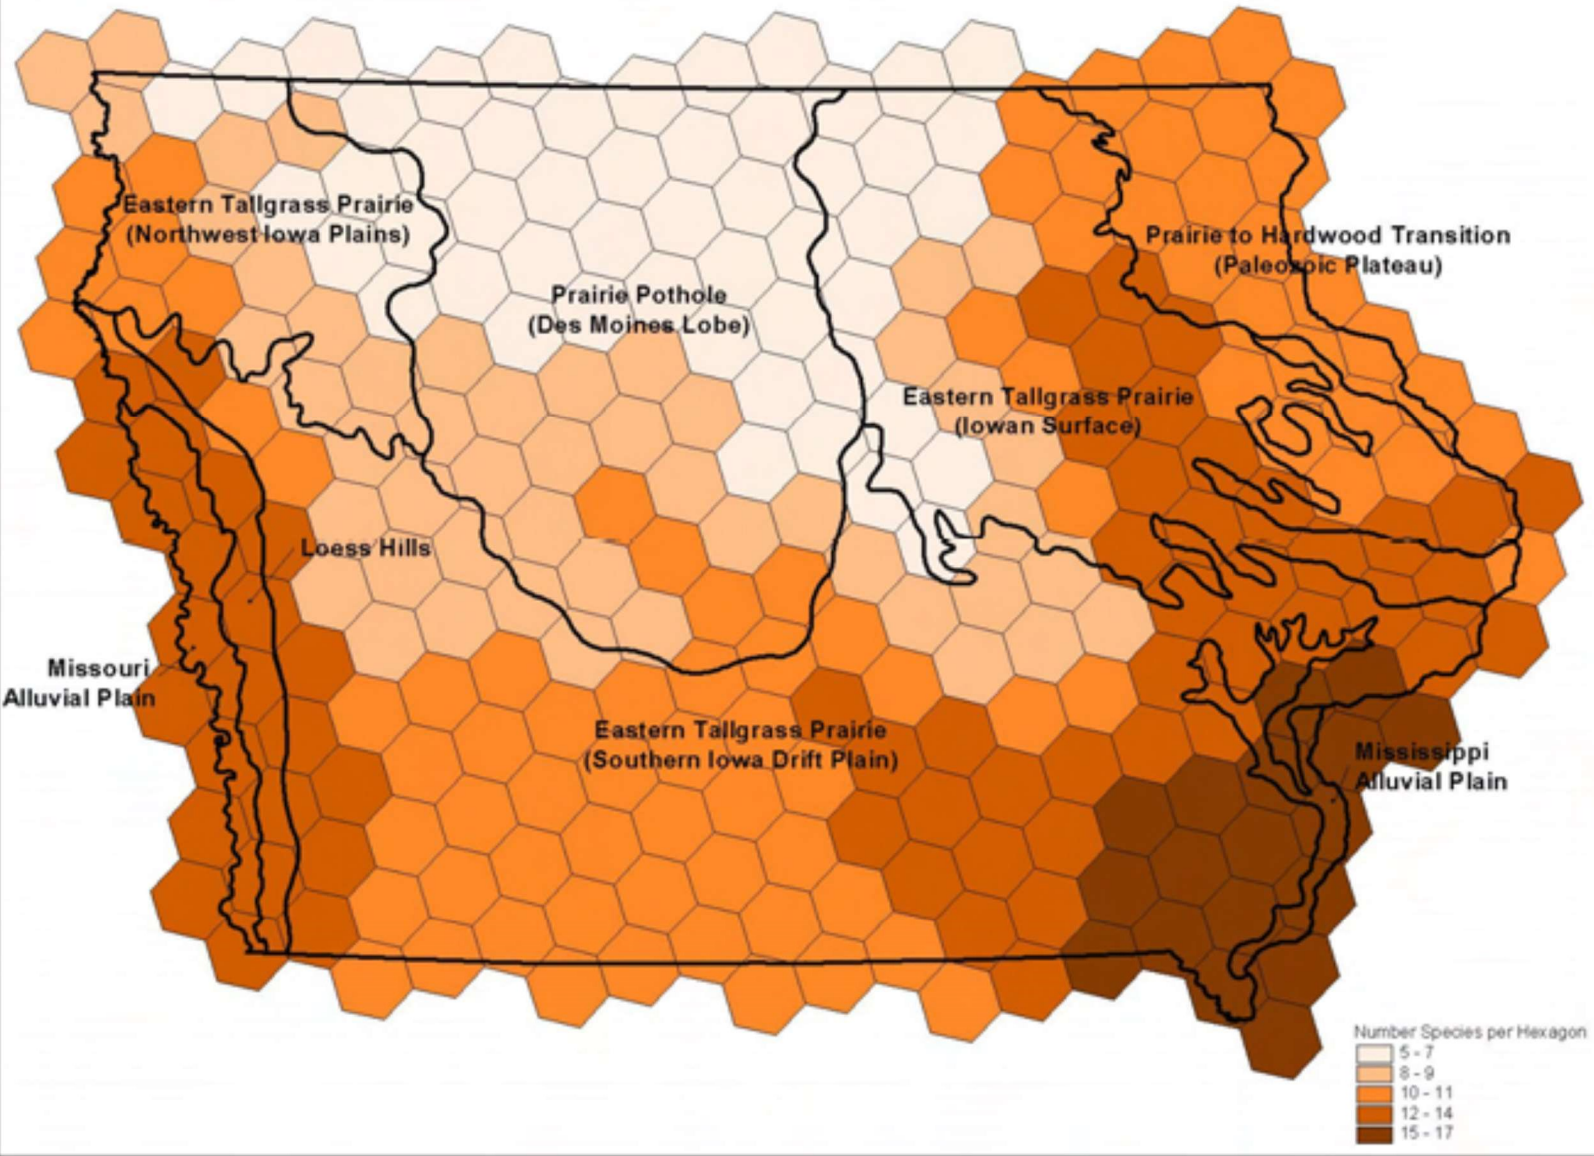 Eastern Tallgrass Prairie
(Northwest Iowa Plains)
Prairie to Hardwood Transition
(Paleozoic Plateau)
Prairie Pothole
(Des Moines Lobe)
Eastern Tallgrass Prairie
(Iowan Surface)
Loess Hills
Missouri
Alluvial Plain
Eastern Tallgrass Prairie
(Southern Iowa Drift Plain)
Mississippi
Alluvial Plain
Number Species per Hexagon
5 - 7
8 - 9
10 - 11
12 - 14
15 - 17